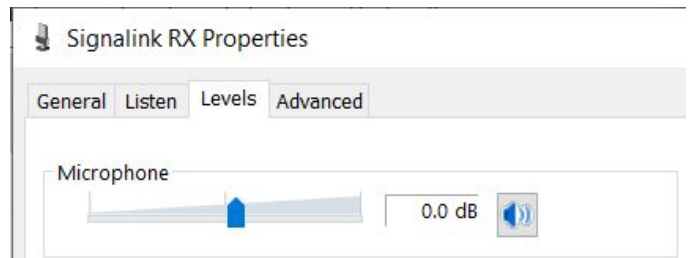 Signalink RX Properties
General Listen Levels Advanced
Microphone
0.0 dB